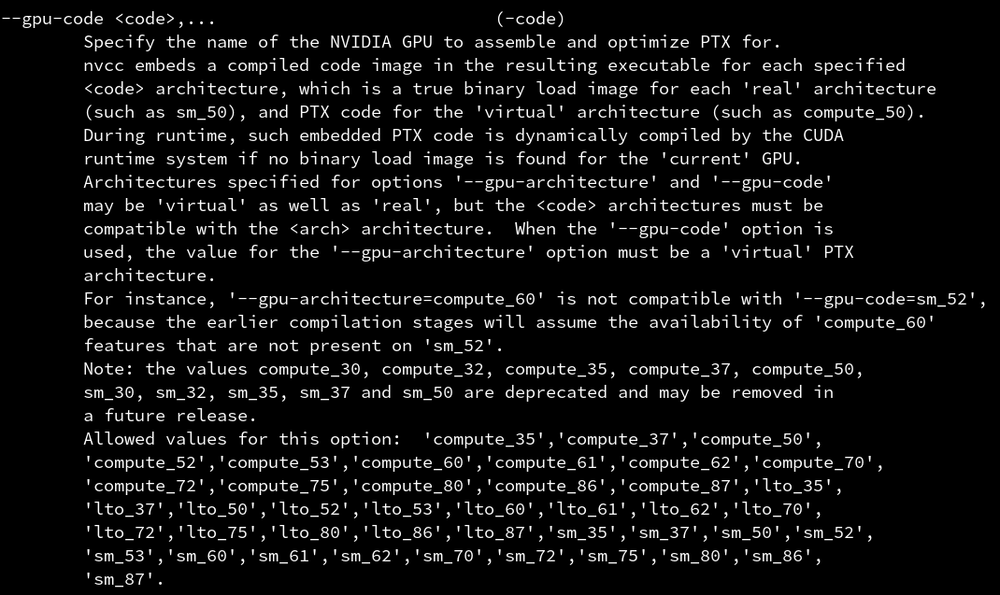 --gpu-code <code>,...                           (-code)
        Specify the name of the NVIDIA GPU to assemble and optimize PTX for.
        nvcc embeds a compiled code image in the resulting executable for each specified
        <code> architecture, which is a true binary load image for each 'real' architecture
        (such as sm_50), and PTX code for the 'virtual' architecture (such as compute_50).
        During runtime, such embedded PTX code is dynamically compiled by the CUDA
        runtime system if no binary load image is found for the 'current' GPU.
        Architectures specified for options '--gpu-architecture' and '--gpu-code'
        may be 'virtual' as well as 'real', but the <code> architectures must be
        compatible with the <arch> architecture.  When the '--gpu-code' option is
        used, the value for the '--gpu-architecture' option must be a 'virtual' PTX
        architecture.
        For instance, '--gpu-architecture=compute_60' is not compatible with '--gpu-code=sm_52',
        because the earlier compilation stages will assume the availability of 'compute_60'
        features that are not present on 'sm_52'.
        Note: the values compute_30, compute_32, compute_35, compute_37, compute_50,
        sm_30, sm_32, sm_35, sm_37 and sm_50 are deprecated and may be removed in
        a future release.
        Allowed values for this option:  'compute_35','compute_37','compute_50',
        'compute_52','compute_53','compute_60','compute_61','compute_62','compute_70',
        'compute_72','compute_75','compute_80','compute_86','compute_87','lto_35',
        'lto_37','lto_50','lto_52','lto_53','lto_60','lto_61','lto_62','lto_70',
        'lto_72','lto_75','lto_80','lto_86','lto_87','sm_35','sm_37','sm_50','sm_52',
        'sm_53','sm_60','sm_61','sm_62','sm_70','sm_72','sm_75','sm_80','sm_86',
        'sm_87'.